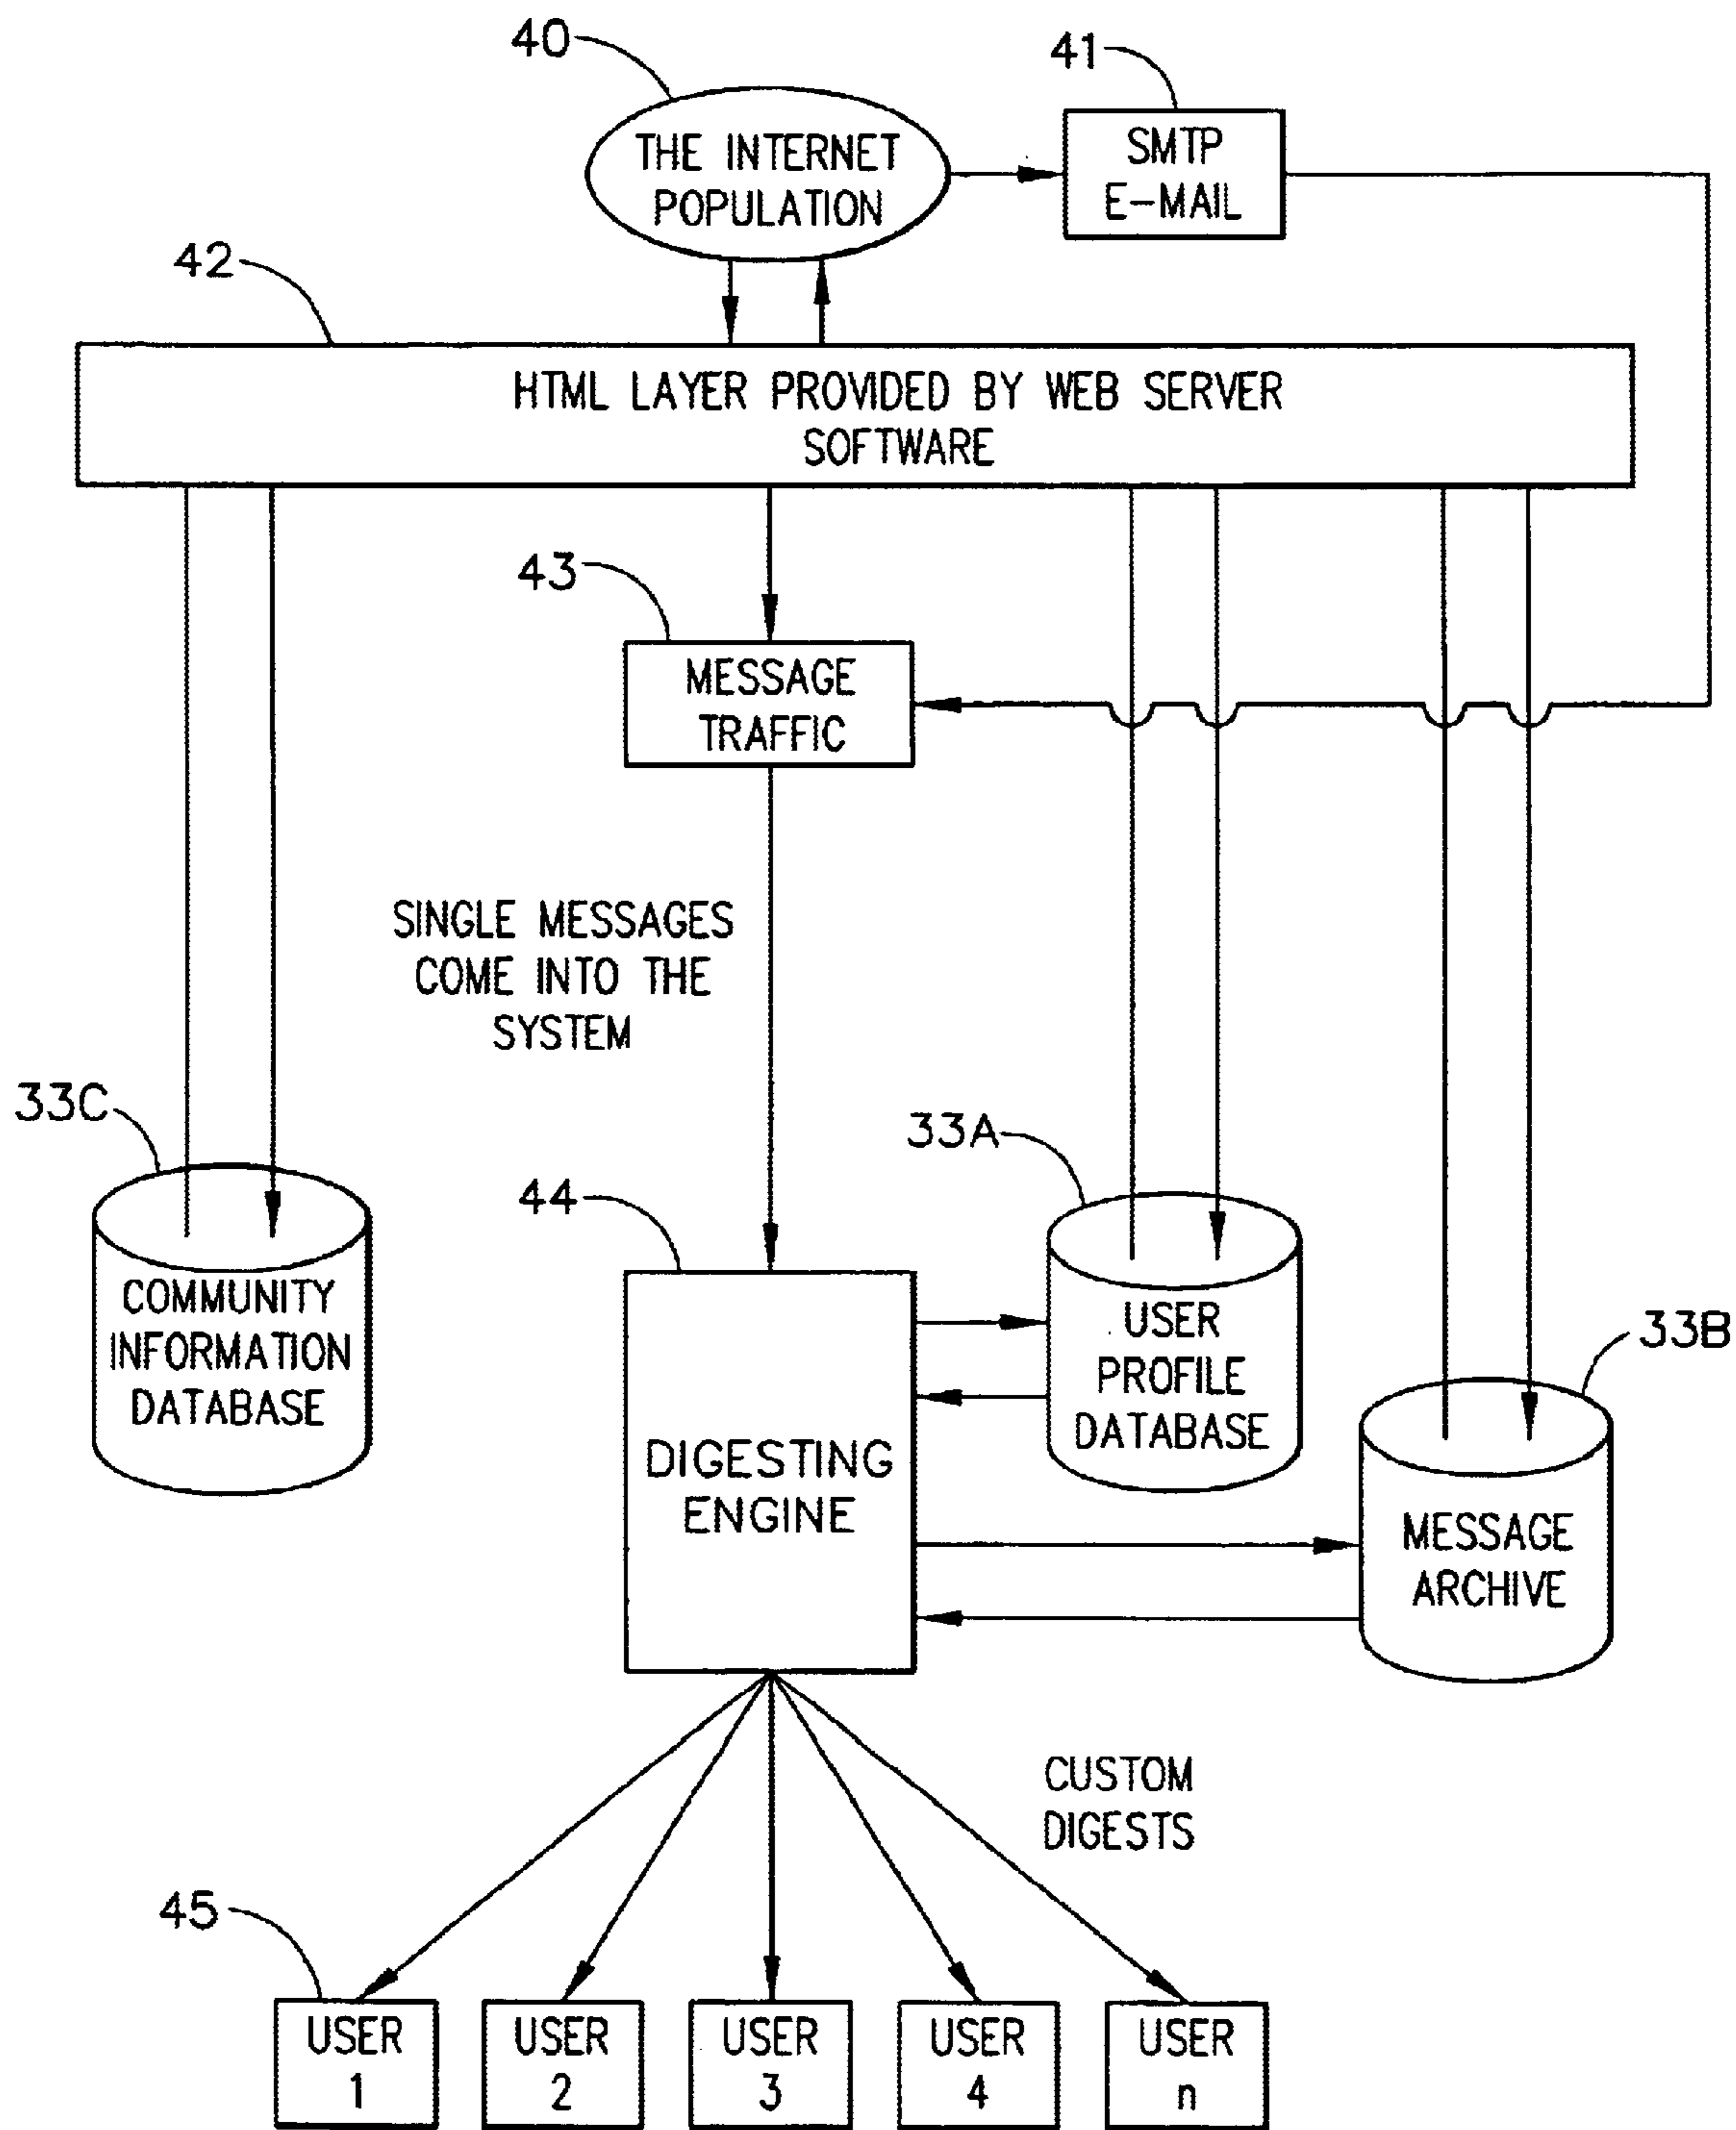 40
41
THE INTERNET
POPULATION
SMTP
E-MAIL
42
HTML LAYER PROVIDED BY WEB SERVER
SOFTWARE
43
MESSAGE
TRAFFIC
SINGLE MESSAGES
COME INTO THE
SYSTEM
33C
COMMUNITY
INFORMATION
DATABASE
44
DIGESTING
ENGINE
33A
USER
PROFILE
DATABASE
33B
MESSAGE
ARCHIVE
CUSTOM
DIGESTS
45
USER
1
USER
2
USER
3
USER
4
USER
n